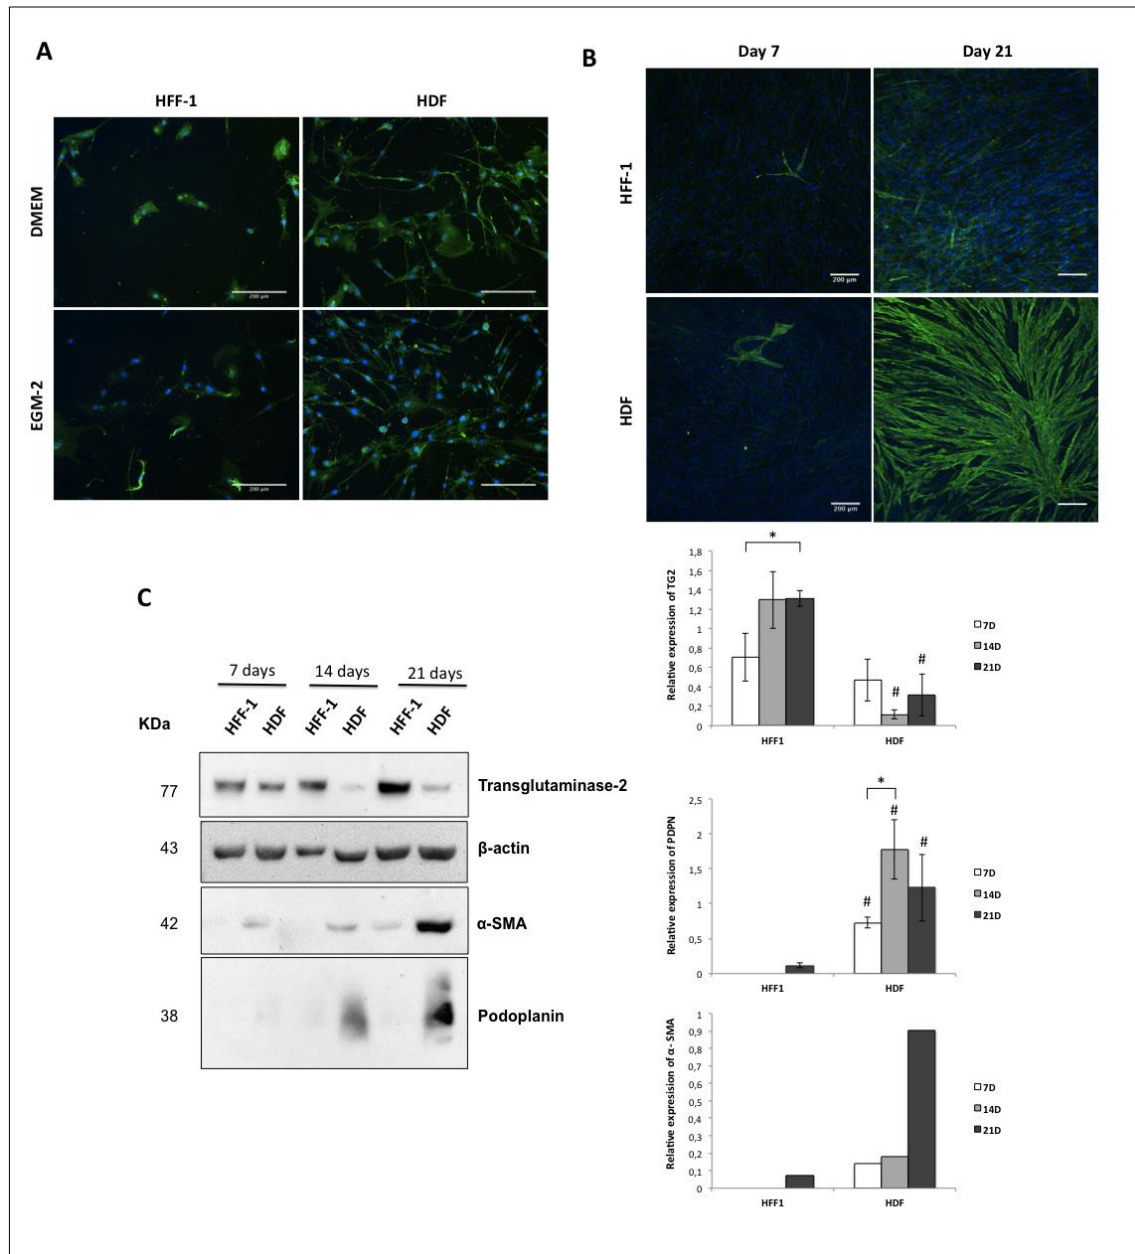 A
HFF-1 HDF
DMEM
200 µm
EGM-2
200 µm
B
Day 7 Day 21
HFF-1
200 µm
HDF
200 µm
C
7 days 14 days 21 days
KDa HFF-1 HDF HFF-1 HDF HFF-1 HDF
77 Transglutaminase-2
43 β-actin
42 α-SMA
38 Podoplanin
Relative expression of TG2
1,8
1,6
1,4
1,2
1
0,8
0,6
0,4
0,2
0
*
# #
HFF1 HDF
7D
14D
21D
Relative expression of PDPN
2,5
2
1,5
1
0,5
0
*
# # #
HFF1 HDF
7D
14D
21D
Relative expresision of α- SMA
1
0,9
0,8
0,7
0,6
0,5
0,4
0,3
0,2
0,1
0
HFF1 HDF
7D
14D
21D